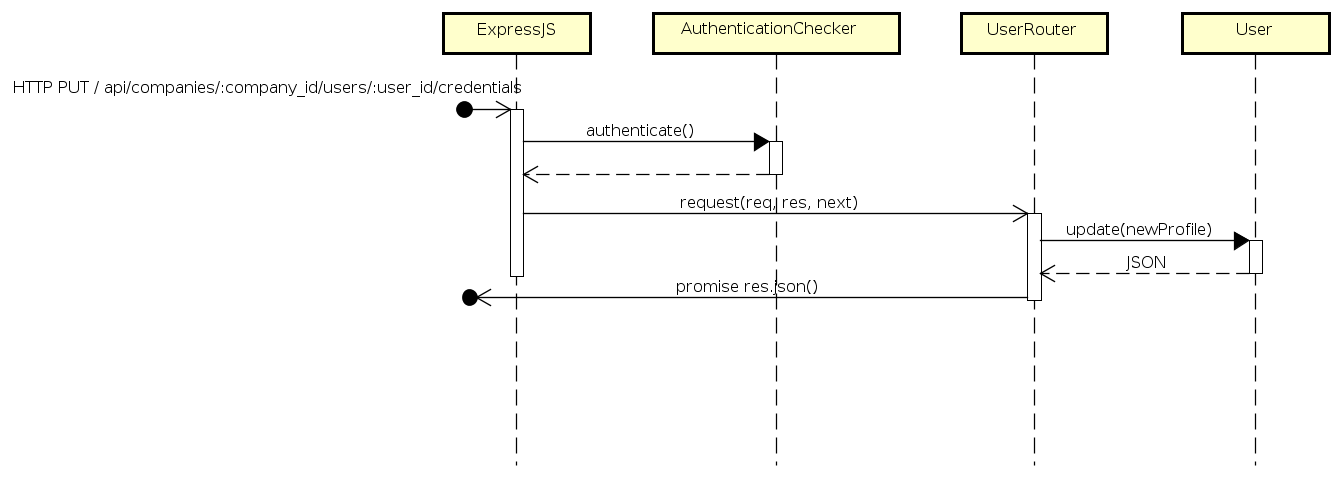 ExpressJS
AuthenticationChecker
UserRouter
User
HTTP PUT / api/companies/:company_id/users/:user_id/credentials
authenticate()
request(req, res, next)
update(newProfile)
JSON
promise res.json()